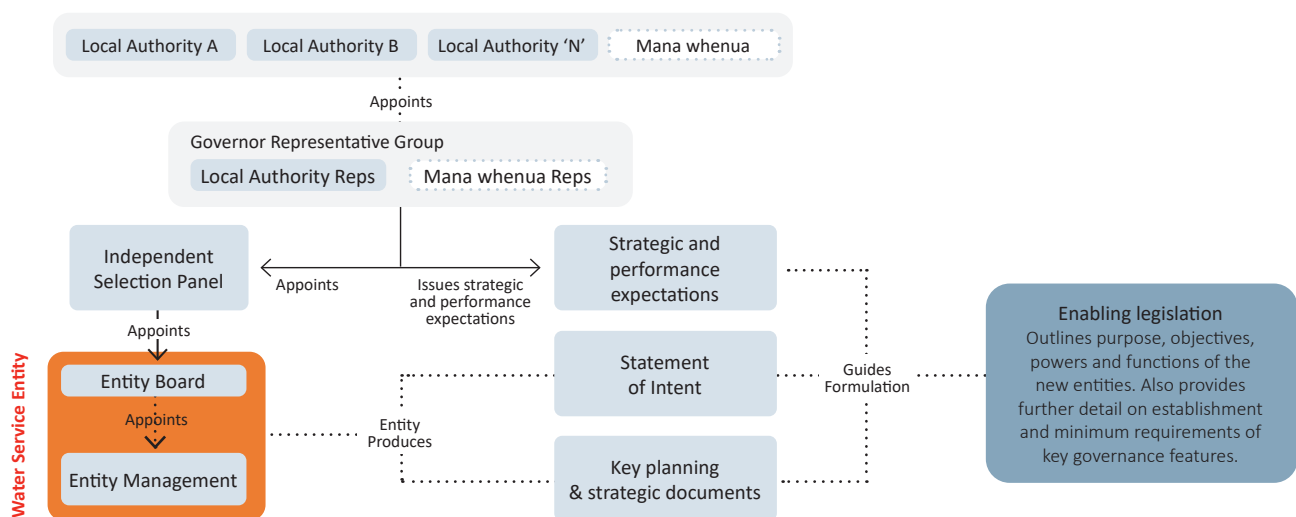 Local Authority A
Local Authority B
Local Authority ‘N’
Mana whenua
Appoints
Governor Representative Group
Local Authority Reps
Mana whenua Reps
Independent
Selection Panel
Appoints
Issues strategic
and performance
expectations
Strategic and
performance
expectations
Appoints
Water Service Entity
Entity Board
Appoints
Entity Management
Entity
Produces
Statement
of Intent
Key planning
& strategic documents
Guides
Formulation
Enabling legislation
Outlines purpose, objectives,
powers and functions of the
new entities. Also provides
further detail on establishment
and minimum requirements of
key governance features.